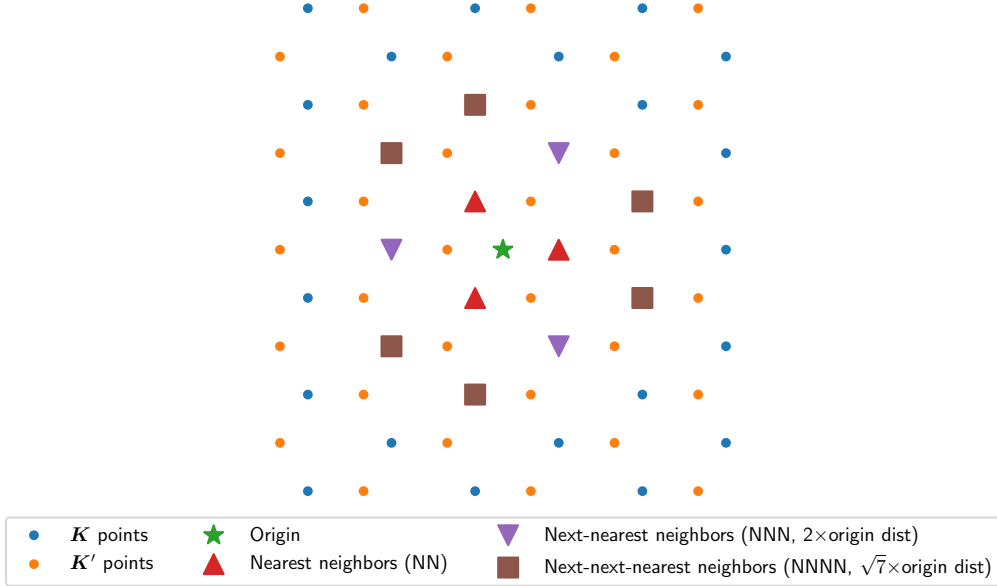 K points
K′ points
Origin
Nearest neighbors (NN)
Next-nearest neighbors (NNN, 2×origin dist)
Next-next-nearest neighbors (NNNN, √7×origin dist)